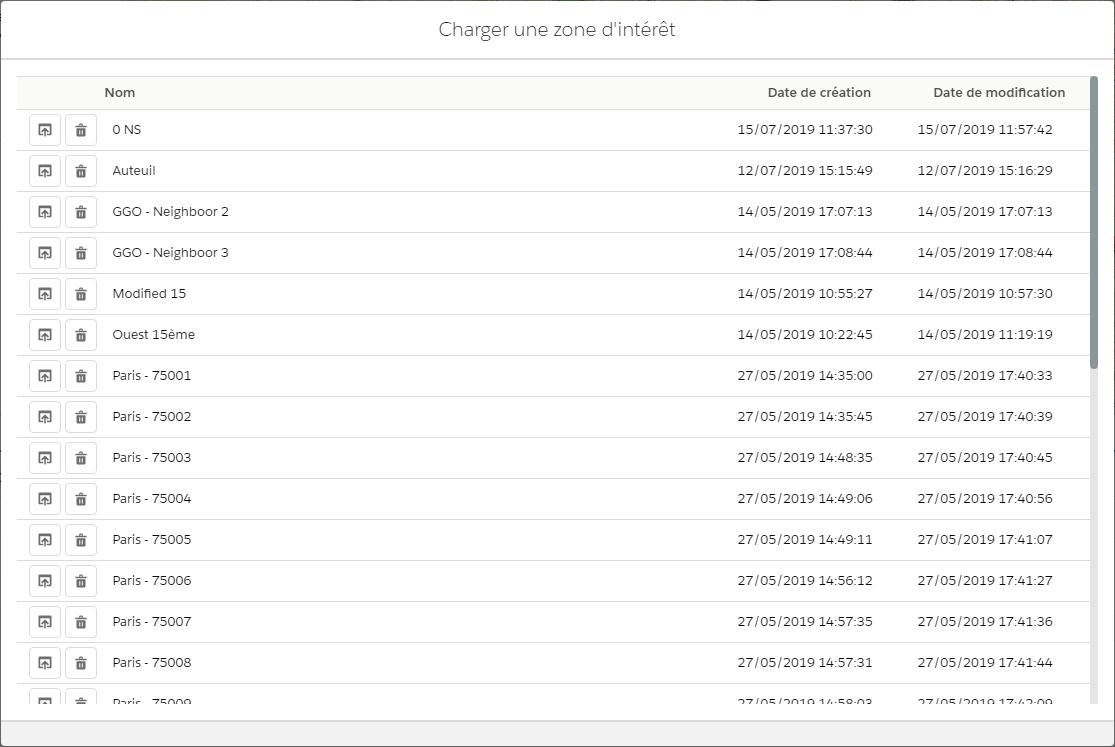 Charger une zone d'intérêt
Nom Date de création Date de modification
0 NS 15/07/2019 11:37:30 15/07/2019 11:57:42
Auteuil 12/07/2019 15:15:49 12/07/2019 15:16:29
GGO - Neighboor 2 14/05/2019 17:07:13 14/05/2019 17:07:13
GGO - Neighboor 3 14/05/2019 17:08:44 14/05/2019 17:08:44
Modified 15 14/05/2019 10:55:27 14/05/2019 10:57:30
Ouest 15ème 14/05/2019 10:22:45 14/05/2019 11:19:19
Paris - 75001 27/05/2019 14:35:00 27/05/2019 17:40:33
Paris - 75002 27/05/2019 14:35:45 27/05/2019 17:40:39
Paris - 75003 27/05/2019 14:48:35 27/05/2019 17:40:45
Paris - 75004 27/05/2019 14:49:06 27/05/2019 17:40:56
Paris - 75005 27/05/2019 14:49:11 27/05/2019 17:41:07
Paris - 75006 27/05/2019 14:56:12 27/05/2019 17:41:27
Paris - 75007 27/05/2019 14:57:35 27/05/2019 17:41:36
Paris - 75008 27/05/2019 14:57:31 27/05/2019 17:41:44
Paris - 75009 27/05/2019 14:58:03 27/05/2019 17:42:09